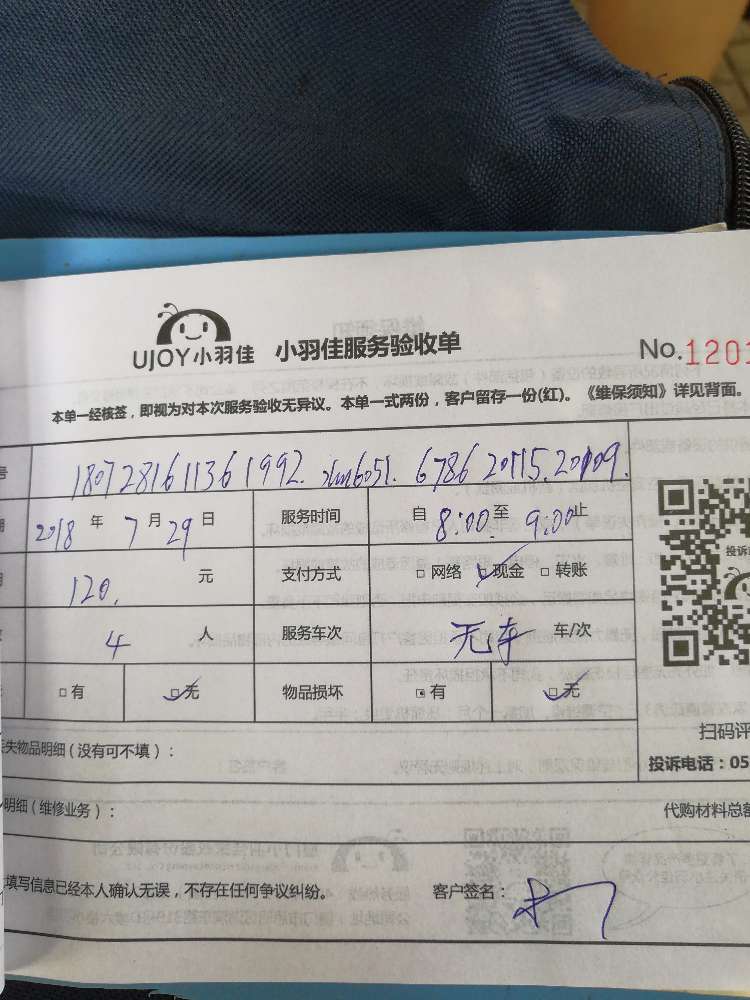 UJOY小羽佳 小羽佳服务验收单 No.1201
本单一经核签，即视为对本次服务验收无异议。本单一式两份，客户留存一份(红)。《维保须知》详见背面。
号 180728161136 1992. 6051. 6786 20115.20109.
期 2018 年 7 月 29 日 服务时间 自 8:00 至 9:00 止
120. 元 支付方式 □ 网络 ☑ 现金 □ 转账
4 人 服务车次 无车 车/次
□ 有 ☑ 无 物品损坏 □ 有 ☑ 无
丢失物品明细（没有可不填）：
扫码评
投诉电话：05
明细（维修业务）：
代购材料总额
填写信息已经本人确认无误，不存在任何争议纠纷。 客户签名：